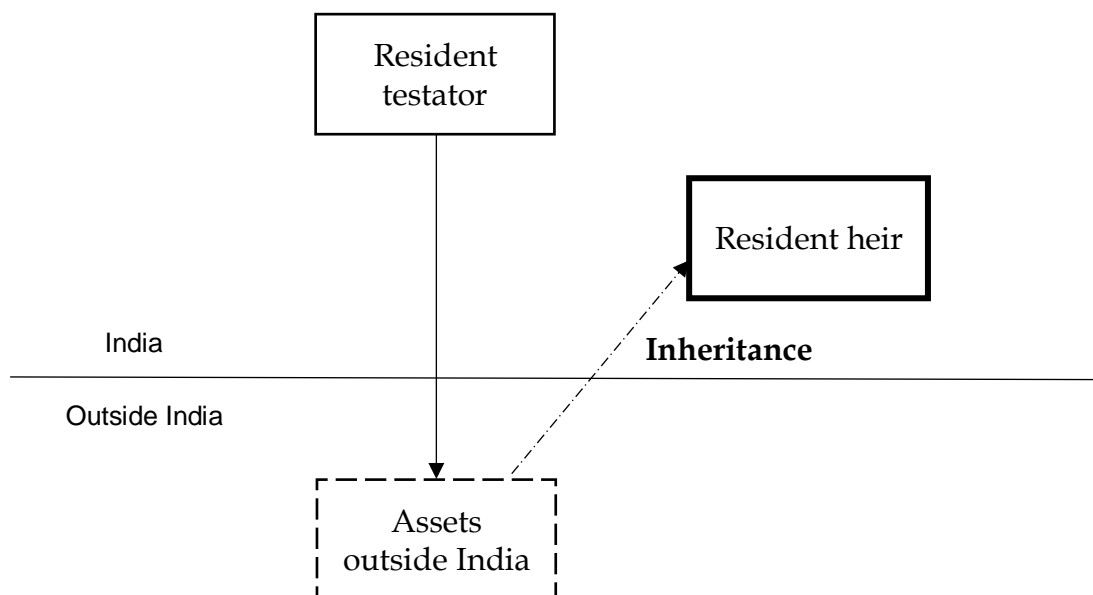 Resident
testator
Resident heir
India
Inheritance
Outside India
Assets
outside India